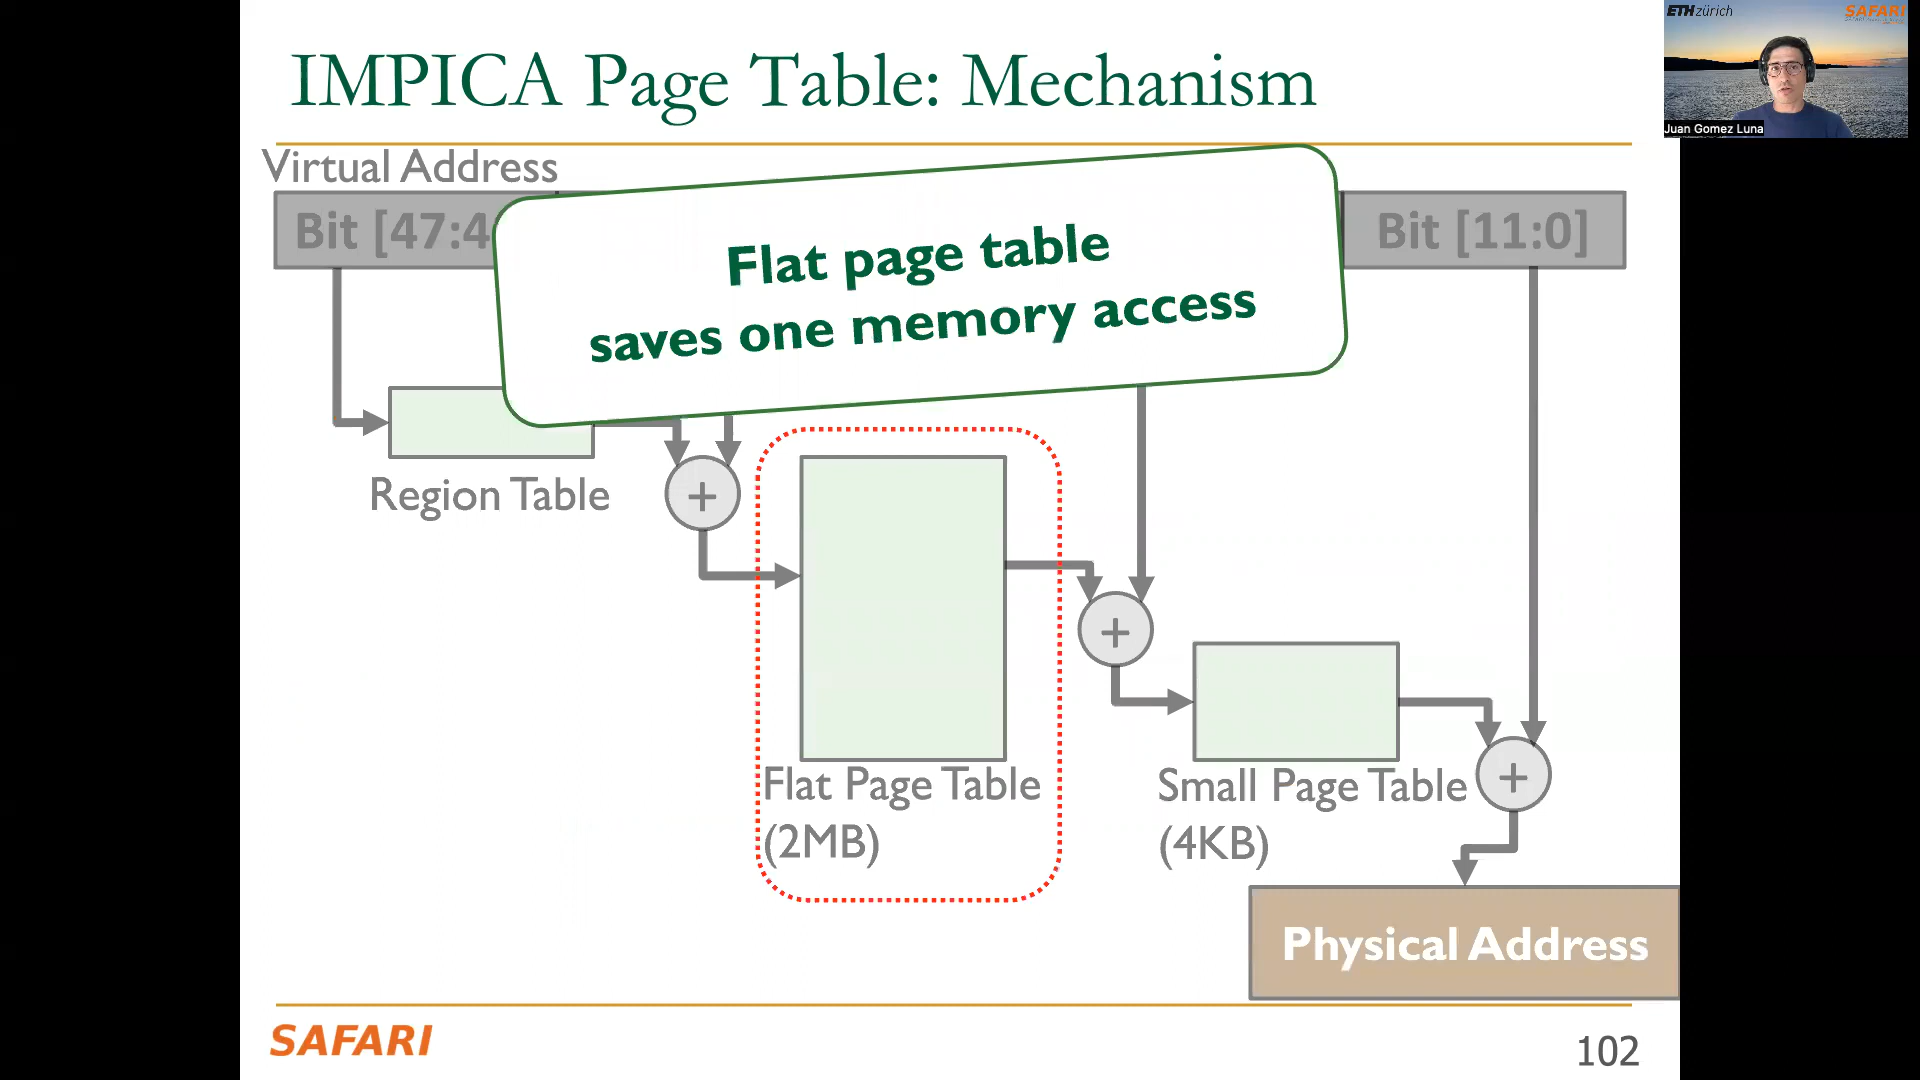 IMPICA Page Table: Mechanism
ETH zürich
SAFARI
Juan Gomez Luna
Virtual Address
Bit [47:4
Bit [11:0]
Flat page table
saves one memory access
Region Table
+
+
+
Flat Page Table
(2MB)
Small Page Table
(4KB)
Physical Address
SAFARI
102